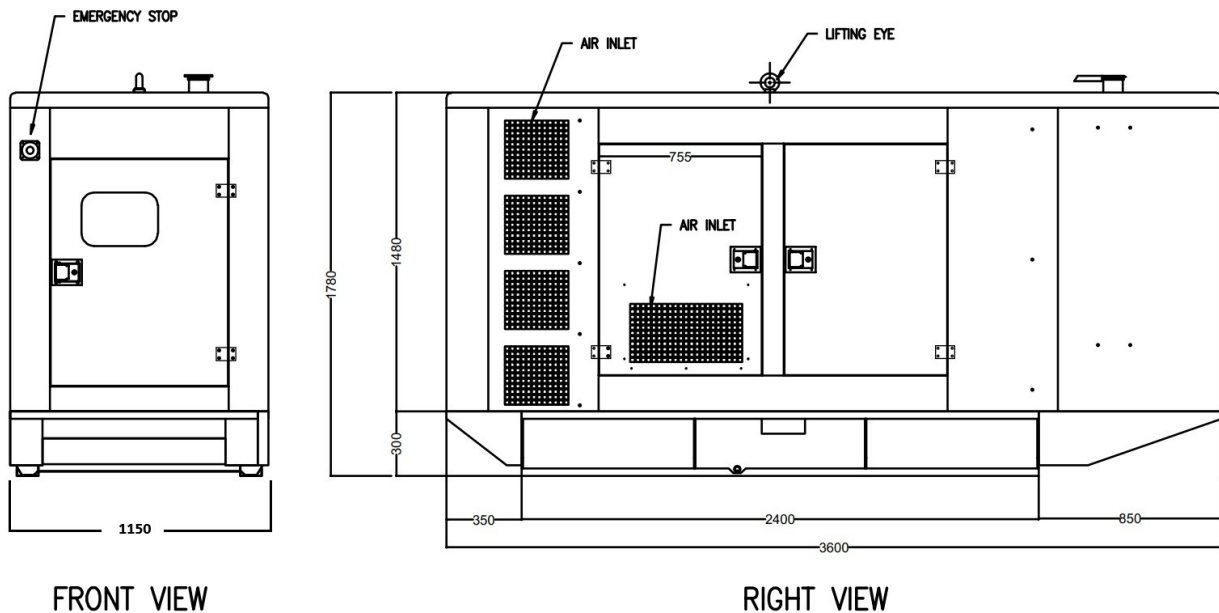 EMERGENCY STOP
AIR INLET
LIFTING EYE
755
AIR INLET
1480
1780
300
1150
350
2400
850
3600
FRONT VIEW
RIGHT VIEW